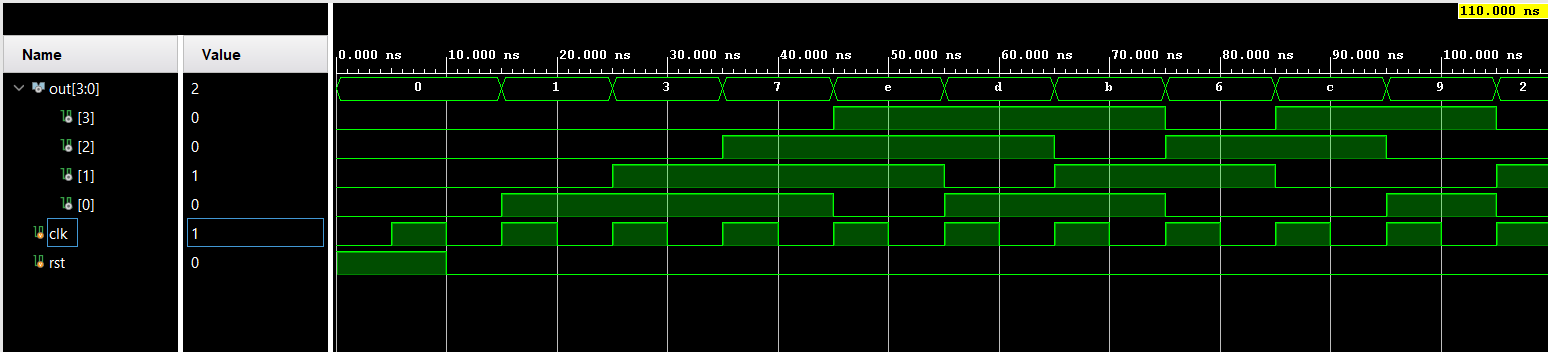 110.000 ns
Name Value
0.000 ns 10.000 ns 20.000 ns 30.000 ns 40.000 ns 50.000 ns 60.000 ns 70.000 ns 80.000 ns 90.000 ns 100.000 ns
out[3:0] 2 0 1 3 7 e d b 6 c 9 2
[3] 0
[2] 0
[1] 1
[0] 0
clk 1
rst 0